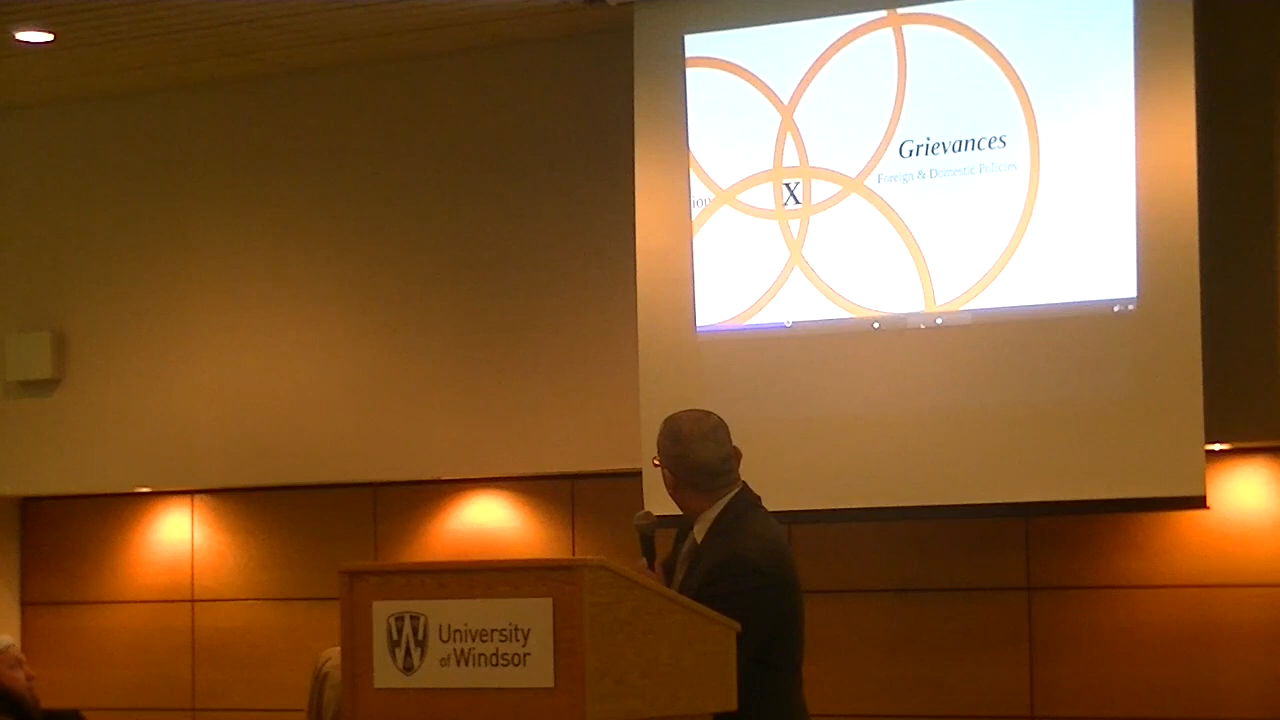 Grievances
Foreign & Domestic Policies
X
University
of Windsor